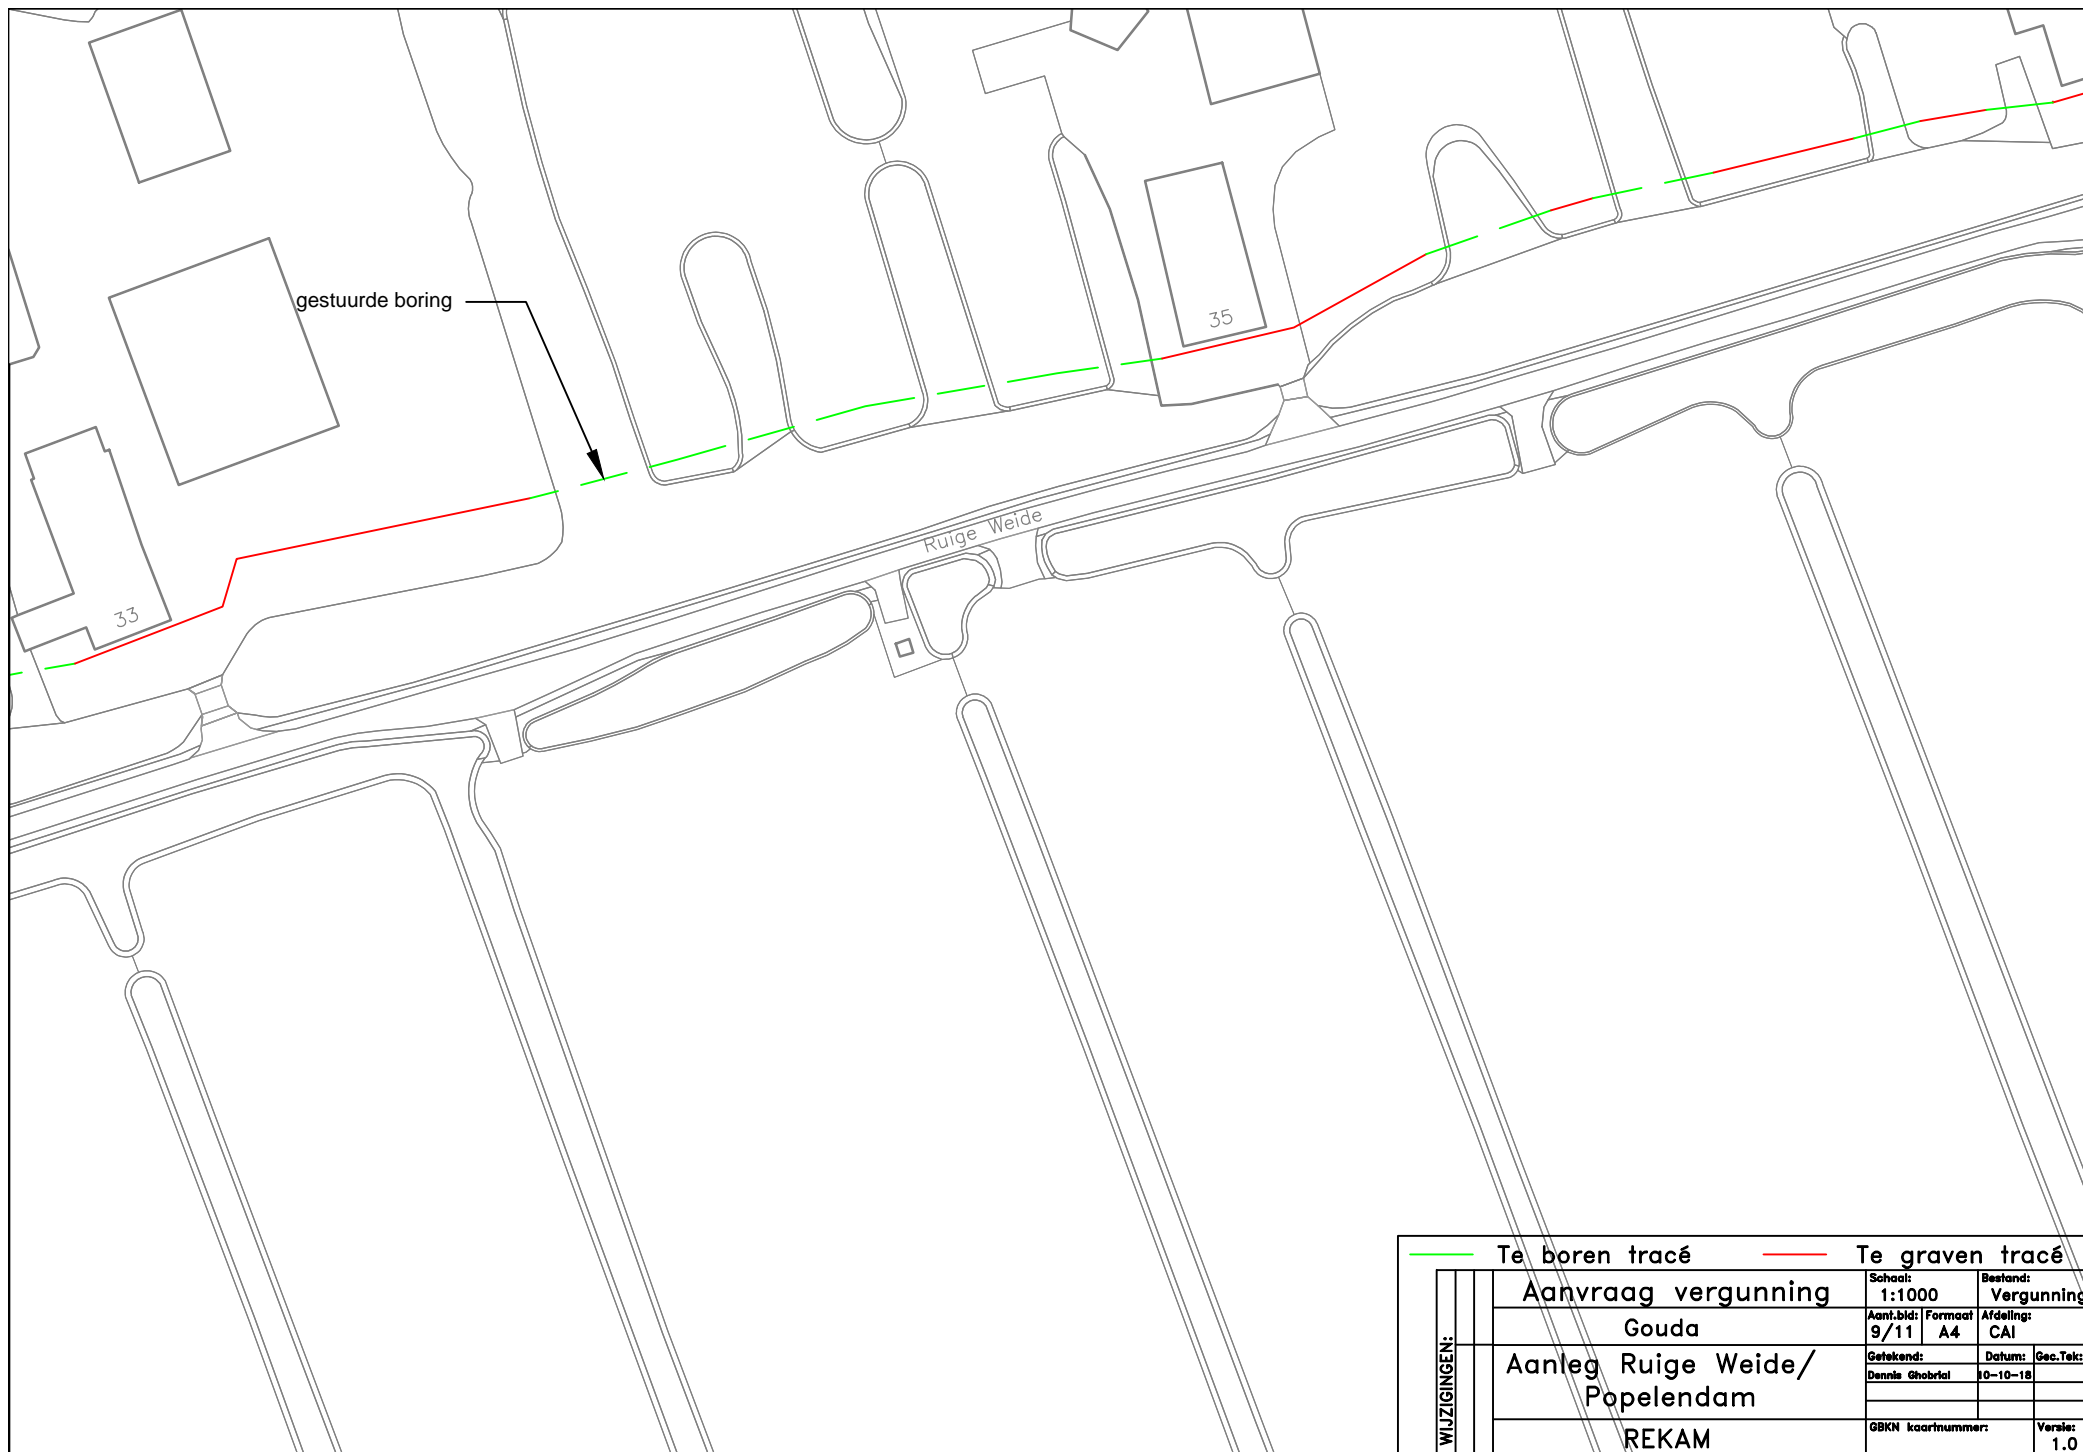 gestuurde boring
35
Ruige Weide
33
Te boren tracé
Te graven tracé
WIJZIGINGEN:
Aanvraag vergunning
Schaal:
1:1000
Bestand:
Vergunning
Gouda
Aant.bld:
9/11
Formaat
A4
Afdeling:
CAI
Aanleg Ruige Weide/
Popelendam
Getekend:
Datum:
Gec.Tek:
Dennis Ghobrial
10-10-18
REKAM
GBKN kaartnummer:
Versie:
1.0